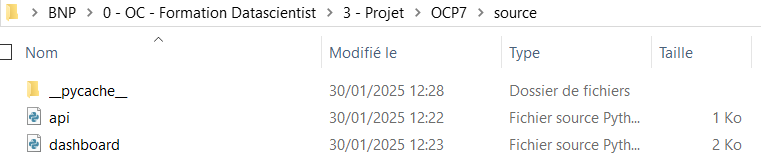 BNP > 0 - OC - Formation Datascientist > 3 - Projet > OCP7 > source
Nom Modifié le Type Taille
__pycache__ 30/01/2025 12:28 Dossier de fichiers
api 30/01/2025 12:22 Fichier source Pyth... 1 Ko
dashboard 30/01/2025 12:23 Fichier source Pyth... 2 Ko